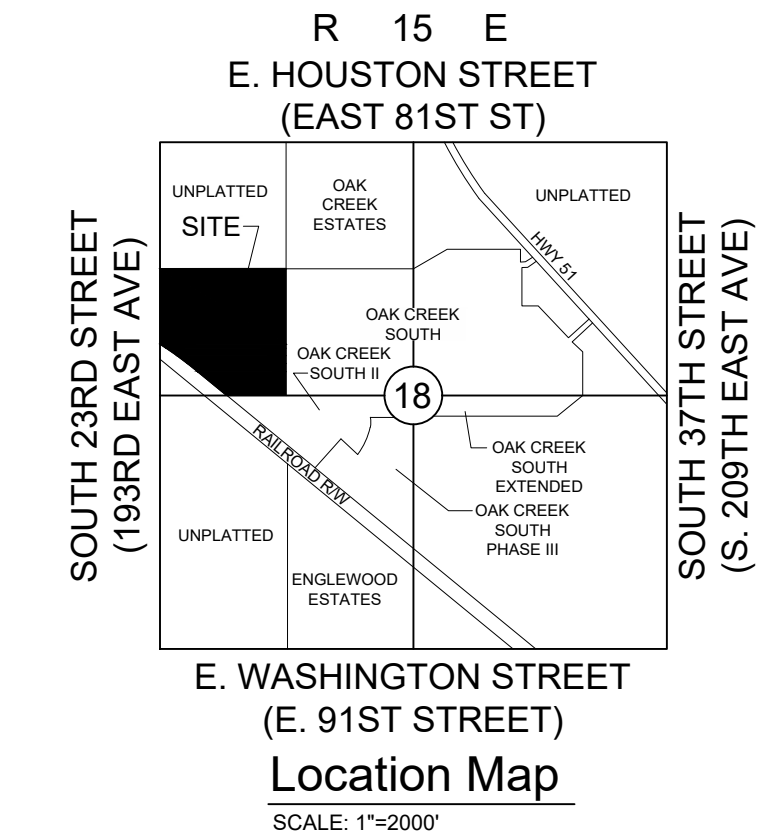 R 15 E
E. HOUSTON STREET
(EAST 81ST ST)
SOUTH 23RD STREET
(193RD EAST AVE)
UNPLATTED
SITE
OAK
CREEK
ESTATES
UNPLATTED
HWY 51
OAK CREEK
SOUTH
OAK CREEK
SOUTH II
18
RAILROAD R/W
OAK CREEK
SOUTH
EXTENDED
OAK CREEK
SOUTH
PHASE III
UNPLATTED
ENGLEWOOD
ESTATES
SOUTH 37TH STREET
(S. 209TH EAST AVE)
E. WASHINGTON STREET
(E. 91ST STREET)
Location Map
SCALE: 1"=2000'